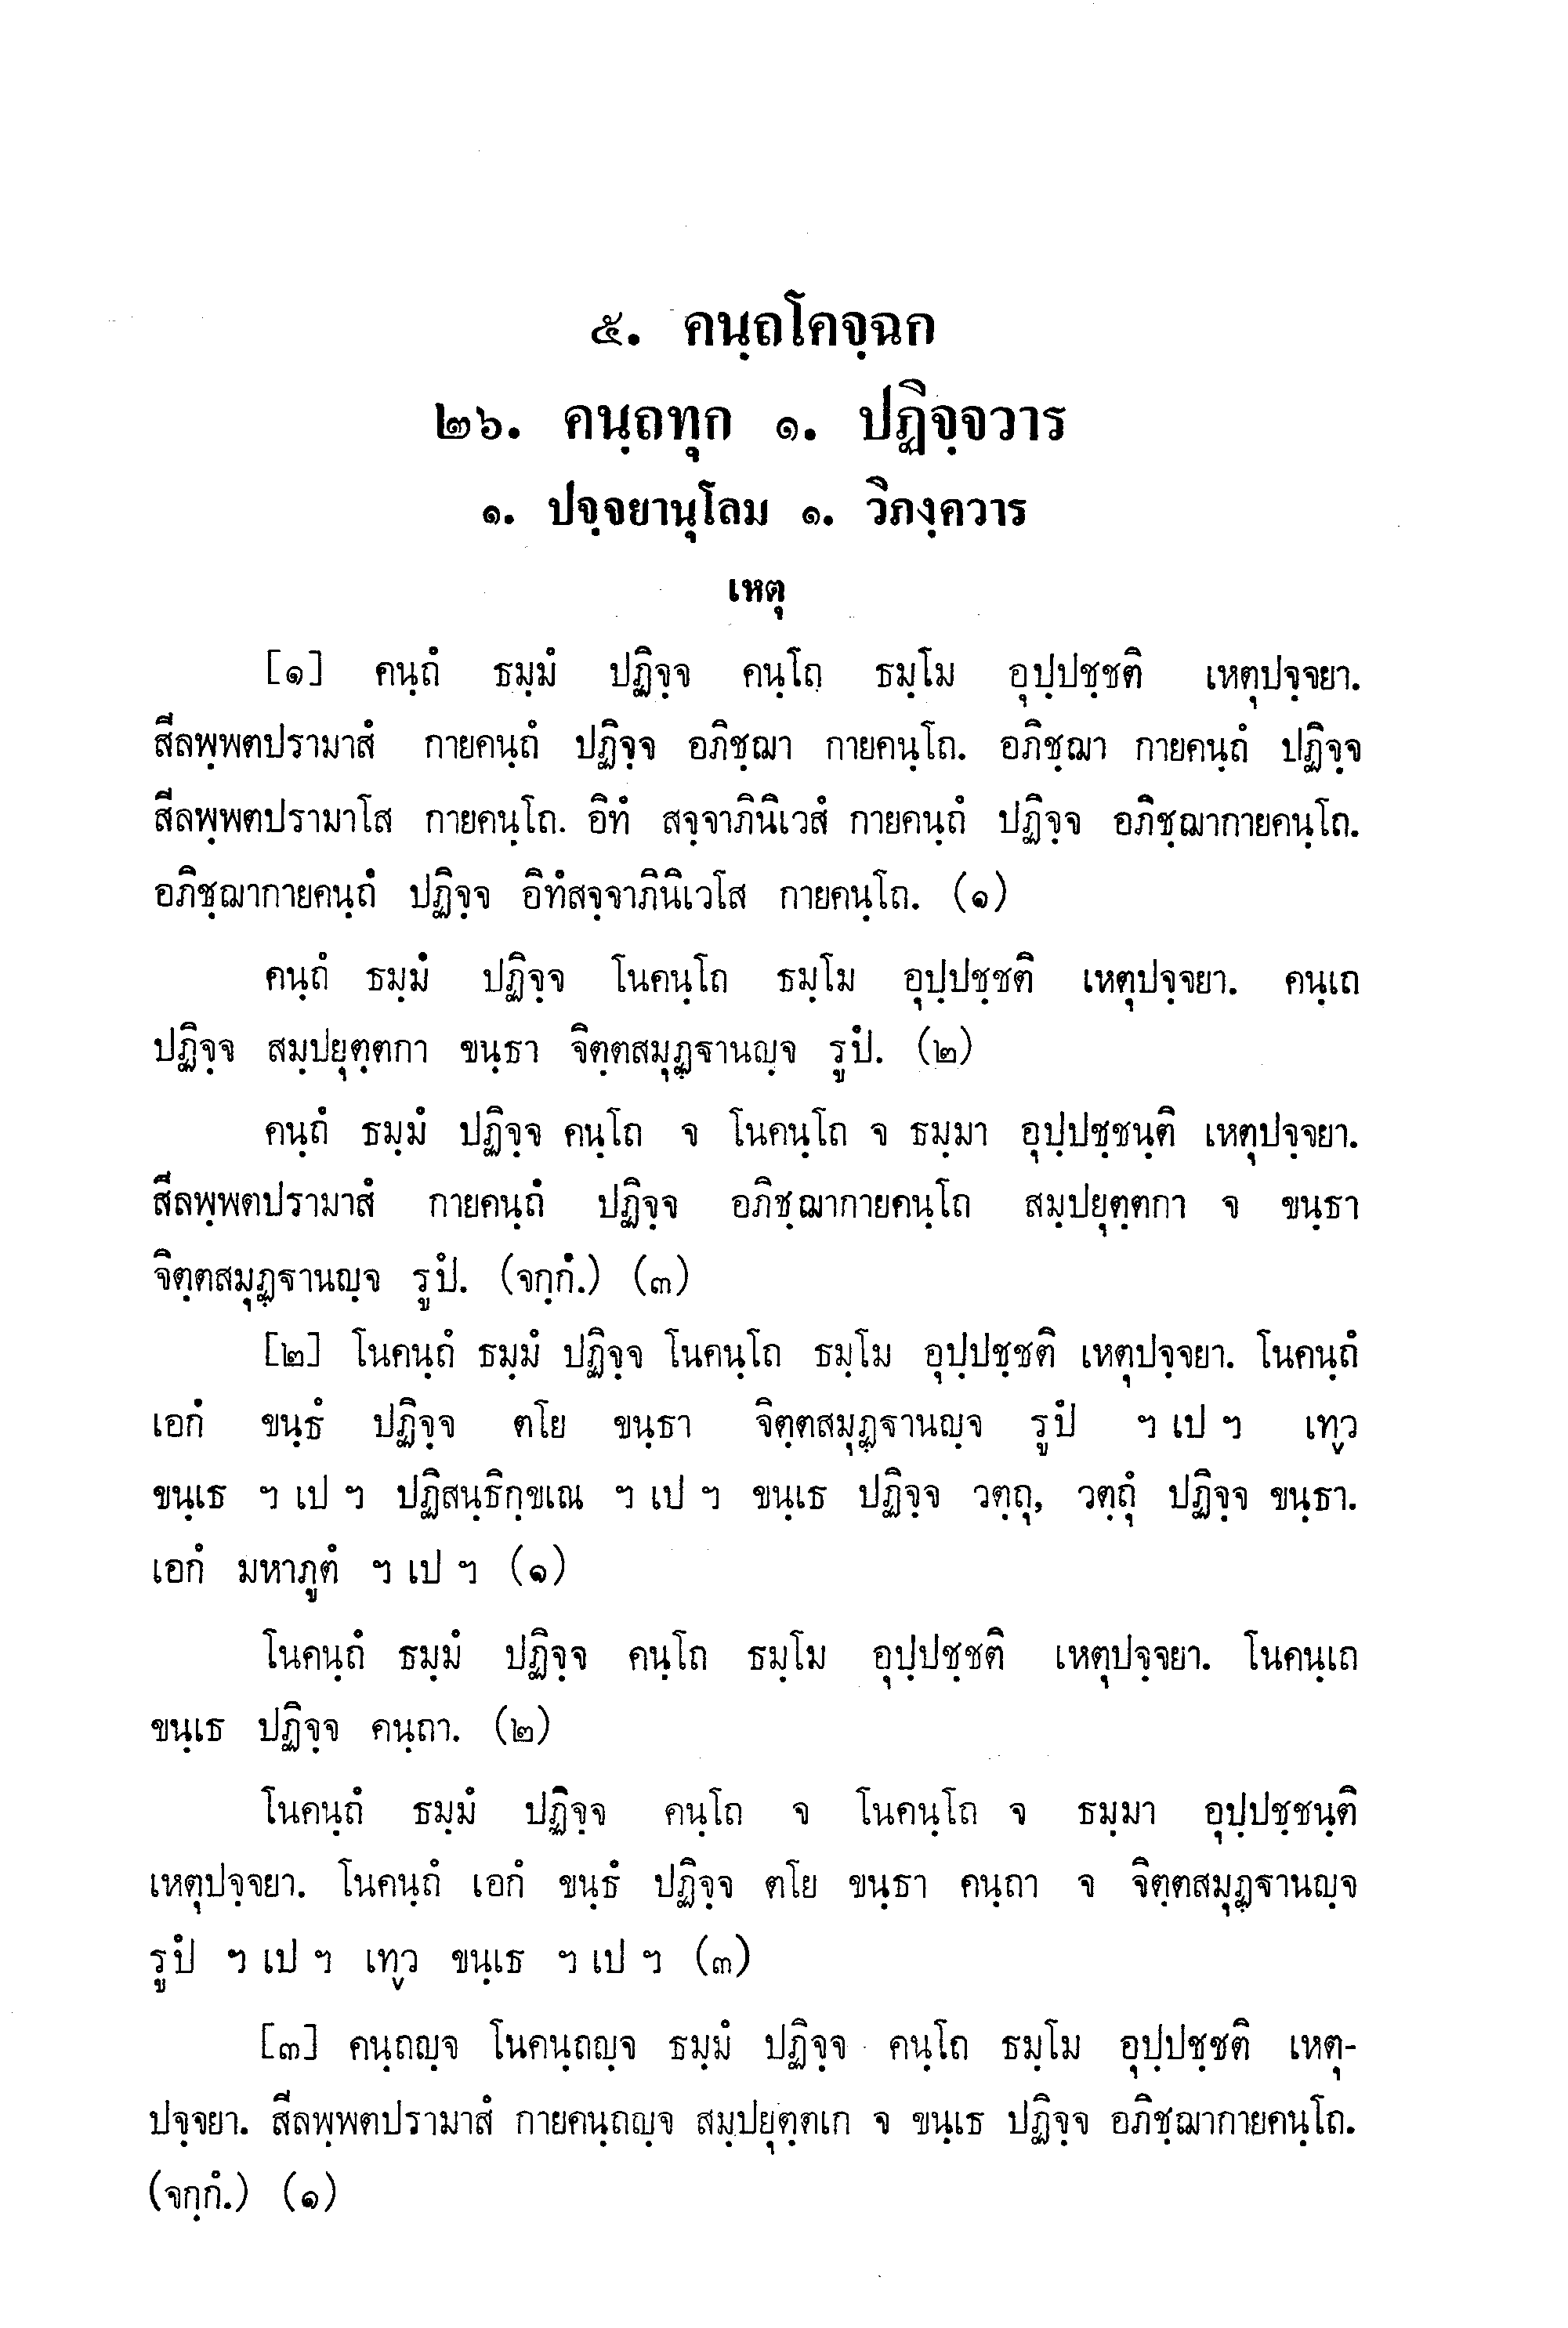 ๕. คนฺถโคจฺฉก
๒๖. คนฺถทุก ๑. ปฏิจฺจวาร
๑. ปจฺจยานุโลม ๑. วิภงฺควาร
เหตุ
[๑] คนฺถํ ธมฺมํ ปฏิจฺจ คนฺโถ ธมฺโม อุปฺปชฺชติ เหตุปจฺจยา.
สีลพฺพตปรามาสํ กายคนฺถํ ปฏิจฺจ อภิชฺฌา กายคนฺโถ. อภิชฺฌา กายคนฺถํ ปฏิจฺจ
สีลพฺพตปรามาโส กายคนฺโถ. อิทํ สจฺจาภินิเวสํ กายคนฺถํ ปฏิจฺจ อภิชฺฌากายคนฺโถ.
อภิชฺฌากายคนฺถํ ปฏิจฺจ อิทํสจฺจาภินิเวโส กายคนฺโถ. (๑)
คนฺถํ ธมฺมํ ปฏิจฺจ โนคนฺโถ ธมฺโม อุปฺปชฺชติ เหตุปจฺจยา. คนฺเถ
ปฏิจฺจ สมฺปยุตฺตกา ขนฺธา จิตฺตสมุฏฺฐานญฺจ รูปํ. (๒)
คนฺถํ ธมฺมํ ปฏิจฺจ คนฺโถ จ โนคนฺโถ จ ธมฺมา อุปฺปชฺชนฺติ เหตุปจฺจยา.
สีลพฺพตปรามาสํ กายคนฺถํ ปฏิจฺจ อภิชฺฌากายคนฺโถ สมฺปยุตฺตกา จ ขนฺธา
จิตฺตสมุฏฺฐานญฺจ รูปํ. (จกฺกํ.) (๓)
[๒] โนคนฺถํ ธมฺมํ ปฏิจฺจ โนคนฺโถ ธมฺโม อุปฺปชฺชติ เหตุปจฺจยา. โนคนฺถํ
เอกํ ขนฺธํ ปฏิจฺจ ตโย ขนฺธา จิตฺตสมุฏฺฐานญฺจ รูปํ ฯ เป ฯ เทฺว
ขนฺเธ ฯ เป ฯ ปฏิสนฺธิกฺขเณ ฯ เป ฯ ขนฺเธ ปฏิจฺจ วตฺถุ, วตฺถุํ ปฏิจฺจ ขนฺธา.
เอกํ มหาภูตํ ฯ เป ฯ (๑)
โนคนฺถํ ธมฺมํ ปฏิจฺจ คนฺโถ ธมฺโม อุปฺปชฺชติ เหตุปจฺจยา. โนคนฺเถ
ขนฺเธ ปฏิจฺจ คนฺถา. (๒)
โนคนฺถํ ธมฺมํ ปฏิจฺจ คนฺโถ จ โนคนฺโถ จ ธมฺมา อุปฺปชฺชนฺติ
เหตุปจฺจยา. โนคนฺถํ เอกํ ขนฺธํ ปฏิจฺจ ตโย ขนฺธา คนฺถา จ จิตฺตสมุฏฺฐานญฺจ
รูปํ ฯ เป ฯ เทฺว ขนฺเธ ฯ เป ฯ (๓)
[๓] คนฺถญฺจ โนคนฺถญฺจ ธมฺมํ ปฏิจฺจ คนฺโถ ธมฺโม อุปฺปชฺชติ เหตุ-
ปจฺจยา. สีลพฺพตปรามาสํ กายคนฺถญฺจ สมฺปยุตฺตเก จ ขนฺเธ ปฏิจฺจ อภิชฺฌากายคนฺโถ.
(จกฺกํ.) (๑)